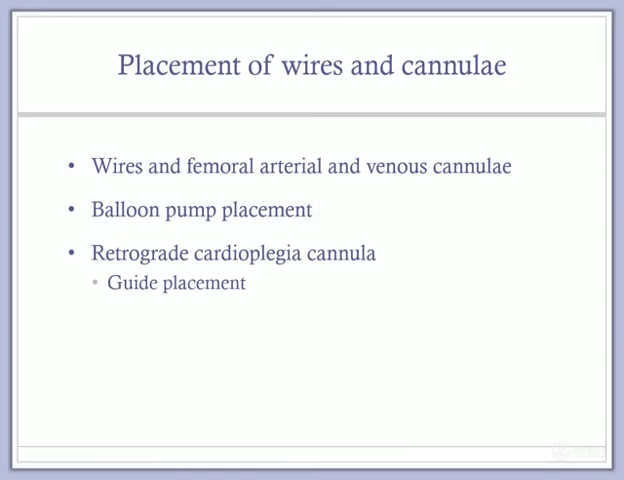 Placement of wires and cannulae
• Wires and femoral arterial and venous cannulae
• Balloon pump placement
• Retrograde cardioplegia cannula
• Guide placement